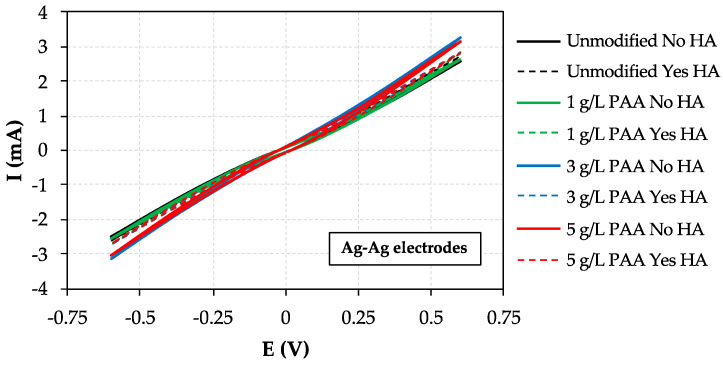 4
3
2
1
0
-1
-2
-3
-4
I (mA)
-0.75
-0.5
-0.25
0
0.25
0.5
0.75
E (V)
Ag-Ag electrodes
Unmodified No HA
Unmodified Yes HA
1 g/L PAA No HA
1 g/L PAA Yes HA
3 g/L PAA No HA
3 g/L PAA Yes HA
5 g/L PAA No HA
5 g/L PAA Yes HA